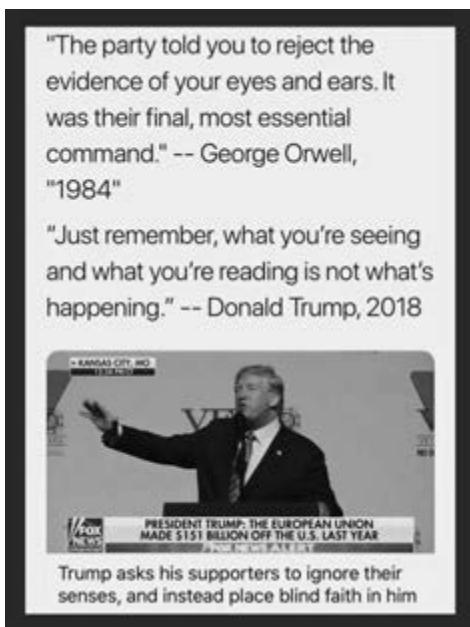 "The party told you to reject the
evidence of your eyes and ears. It
was their final, most essential
command." -- George Orwell,
"1984"
"Just remember, what you're seeing
and what you're reading is not what's
happening." -- Donald Trump, 2018
KANSAS CITY, MO
FOX
NEWS
PRESIDENT TRUMP: THE EUROPEAN UNION
MADE $151 BILLION OFF THE U.S. LAST YEAR
FOX NEWS ALERT
Trump asks his supporters to ignore their
senses, and instead place blind faith in him